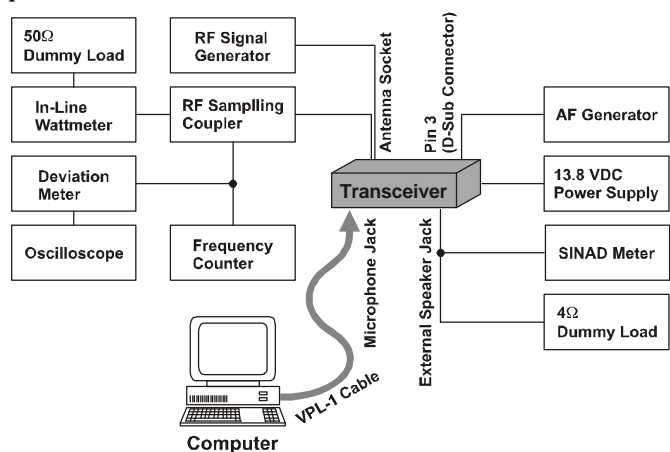 50Ω
Dummy Load
RF Signal
Generator
In-Line
Wattmeter
RF Samplling
Coupler
Deviation
Meter
Oscilloscope
Frequency
Counter
Antenna Socket
Pin 3
(D-Sub Connector)
AF Generator
Transceiver
13.8 VDC
Power Supply
Microphone Jack
External Speaker Jack
SINAD Meter
4Ω
Dummy Load
VPL-1 Cable
Computer